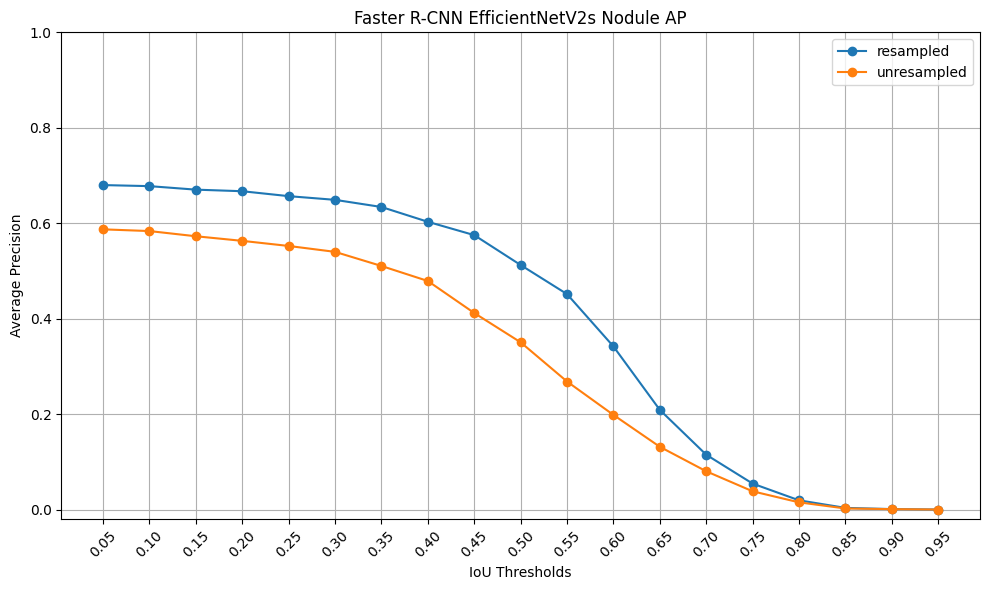 Faster R-CNN EfficientNetV2s Nodule AP
resampled
unresampled
Average Precision
1.0
0.8
0.6
0.4
0.2
0.0
0.05 0.10 0.15 0.20 0.25 0.30 0.35 0.40 0.45 0.50 0.55 0.60 0.65 0.70 0.75 0.80 0.85 0.90 0.95
IoU Thresholds